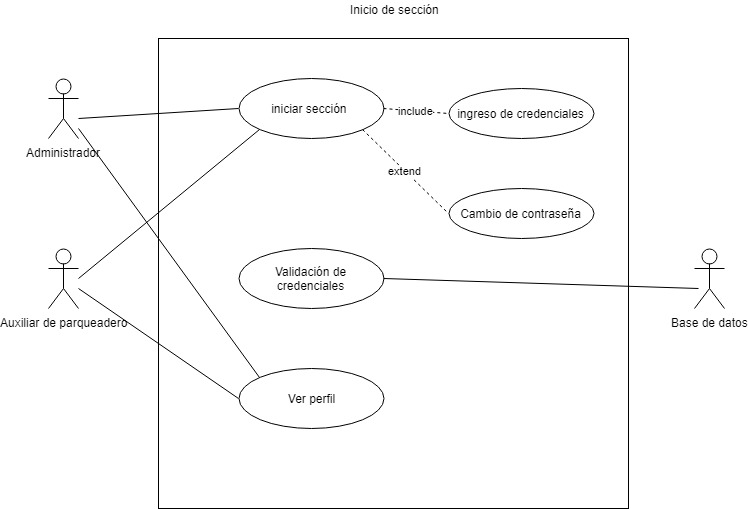 Inicio de sección
iniciar sección
include
ingreso de credenciales
Administrador
extend
Cambio de contraseña
Validación de
credenciales
Auxiliar de parqueadero
Base de datos
Ver perfil